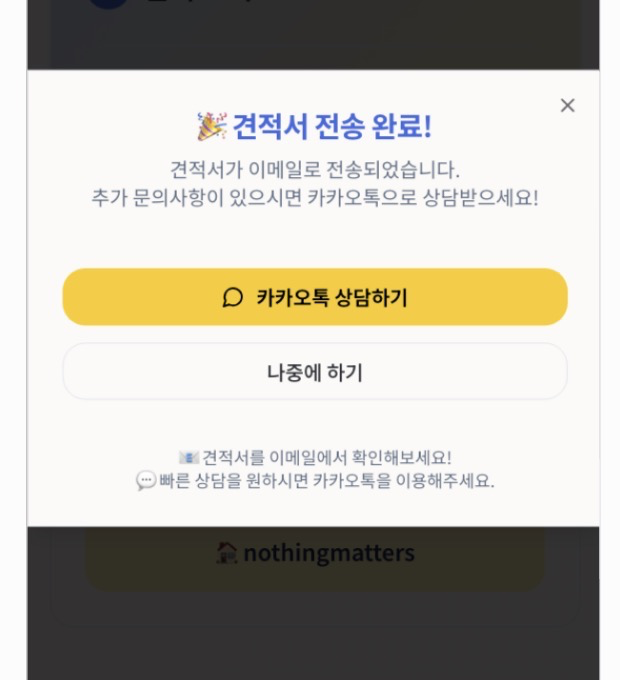 🎉 견적서 전송 완료!
견적서가 이메일로 전송되었습니다.
추가 문의사항이 있으시면 카카오톡으로 상담받으세요!
카카오톡 상담하기
나중에 하기
📧 견적서를 이메일에서 확인해보세요!
💬 빠른 상담을 원하시면 카카오톡을 이용해주세요.
🏠 nothingmatters